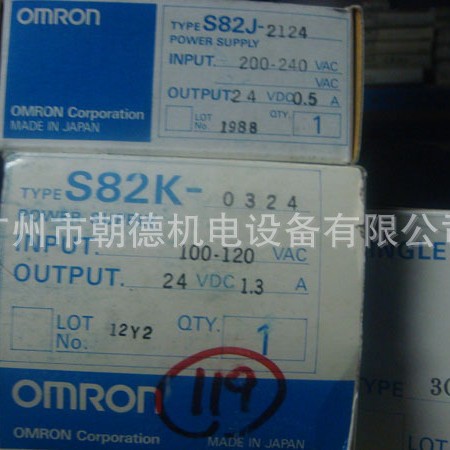 OMRON
TYPE S82J-2124
POWER SUPPLY
INPUT. 200-240 VAC
VAC
OUTPUT 24 VDC 0.5 A
OMRON Corporation
MADE IN JAPAN
LOT No. 1988 QTY. 1
TYPE S82K-0324
广州市朝德机电设备有限公司
INPUT. 100-120 VAC
OUTPUT. 24 VDC 1.3 A
LOT No. 12Y2 QTY. 1
119
OMRON
OMRON Corporation MADE IN JAPAN
INGLE
TYPE 30
LOT